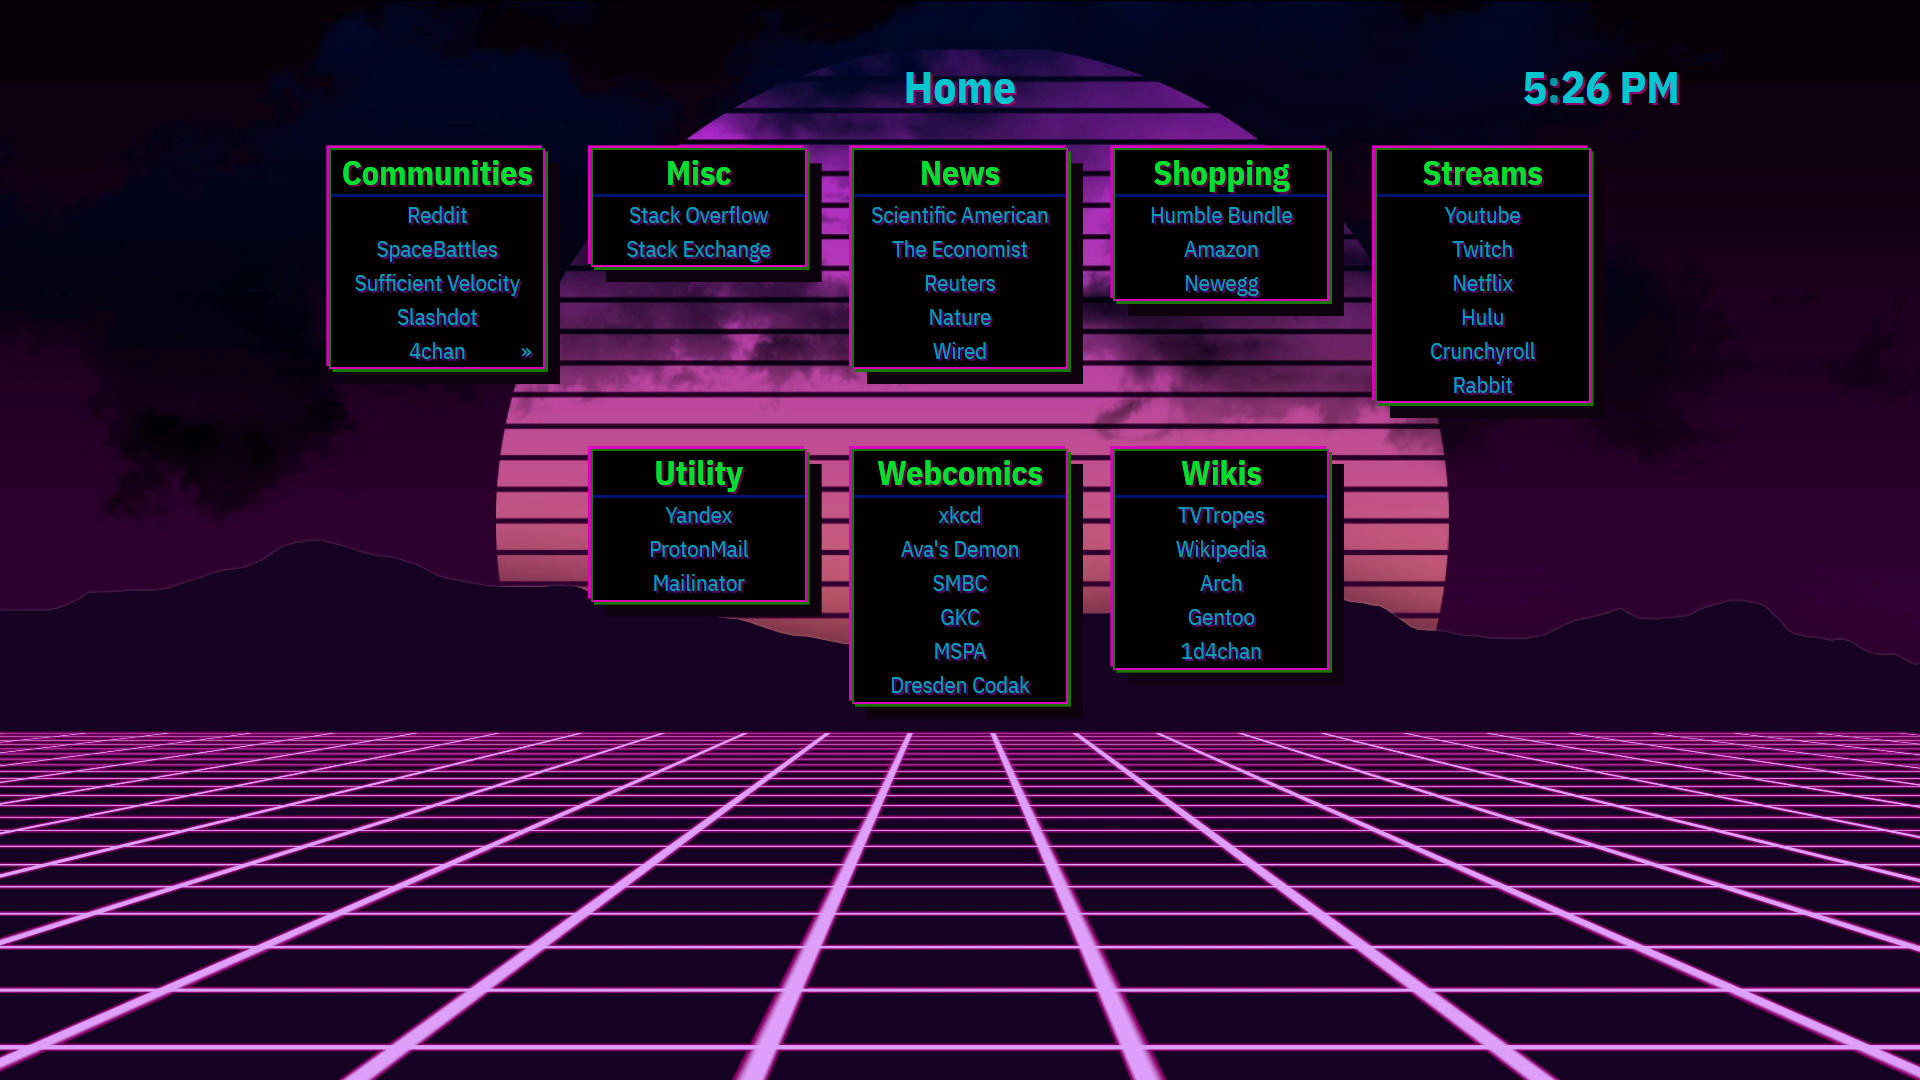 Home
5:26 PM
Communities
Reddit
SpaceBattles
Sufficient Velocity
Slashdot
4chan »
Misc
Stack Overflow
Stack Exchange
News
Scientific American
The Economist
Reuters
Nature
Wired
Shopping
Humble Bundle
Amazon
Newegg
Streams
Youtube
Twitch
Netflix
Hulu
Crunchyroll
Rabbit
Utility
Yandex
ProtonMail
Mailinator
Webcomics
xkcd
Ava's Demon
SMBC
GKC
MSPA
Dresden Codak
Wikis
TVTropes
Wikipedia
Arch
Gentoo
1d4chan